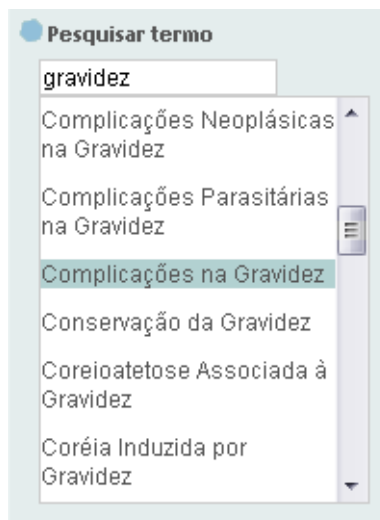 Pesquisar termo
gravidez
Complicações Neoplásicas
na Gravidez
Complicações Parasitárias
na Gravidez
Complicações na Gravidez
Conservação da Gravidez
Coreioatetose Associada à
Gravidez
Coréia Induzida por
Gravidez